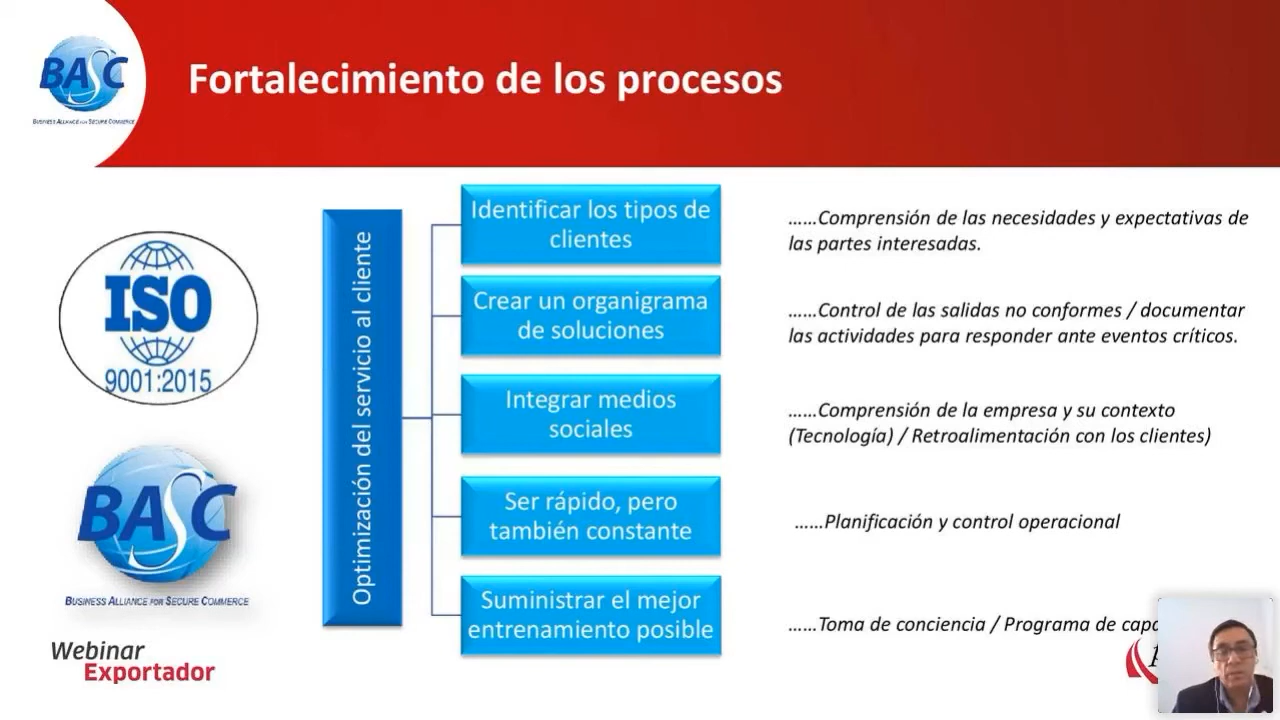 BASC
BUSINESS ALLIANCE FOR SECURE COMMERCE
Fortalecimiento de los procesos
ISO
9001:2015
BASC
BUSINESS ALLIANCE FOR SECURE COMMERCE
Webinar
Exportador
Optimización del servicio al cliente
Identificar los tipos de
clientes
......Comprensión de las necesidades y expectativas de
las partes interesadas.
Crear un organigrama
de soluciones
......Control de las salidas no conformes / documentar
las actividades para responder ante eventos críticos.
Integrar medios
sociales
......Comprensión de la empresa y su contexto
(Tecnología) / Retroalimentación con los clientes)
Ser rápido, pero
también constante
......Planificación y control operacional
Suministrar el mejor
entrenamiento posible
......Toma de conciencia / Programa de